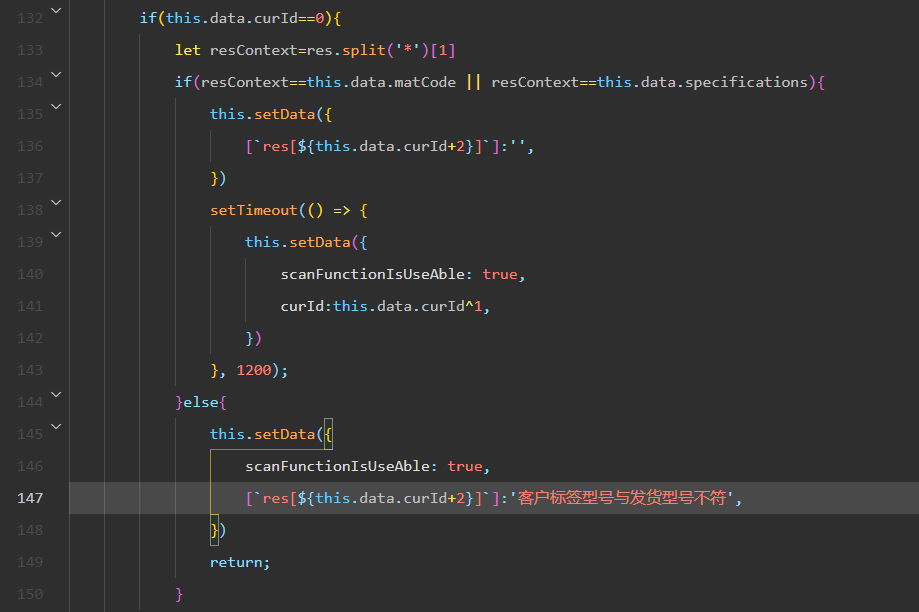 132 if(this.data.curId==0){
133 let resContext=res.split('*')[1]
134 if(resContext==this.data.matCode || resContext==this.data.specifications){
135 this.setData({
136 [`res[${this.data.curId+2}]`]:'',
137 })
138 setTimeout(() => {
139 this.setData({
140 scanFunctionIsUseAble: true,
141 curId:this.data.curId^1,
142 })
143 }, 1200);
144 }else{
145 this.setData({
146 scanFunctionIsUseAble: true,
147 [`res[${this.data.curId+2}]`]:'客户标签型号与发货型号不符',
148 })
149 return;
150 }